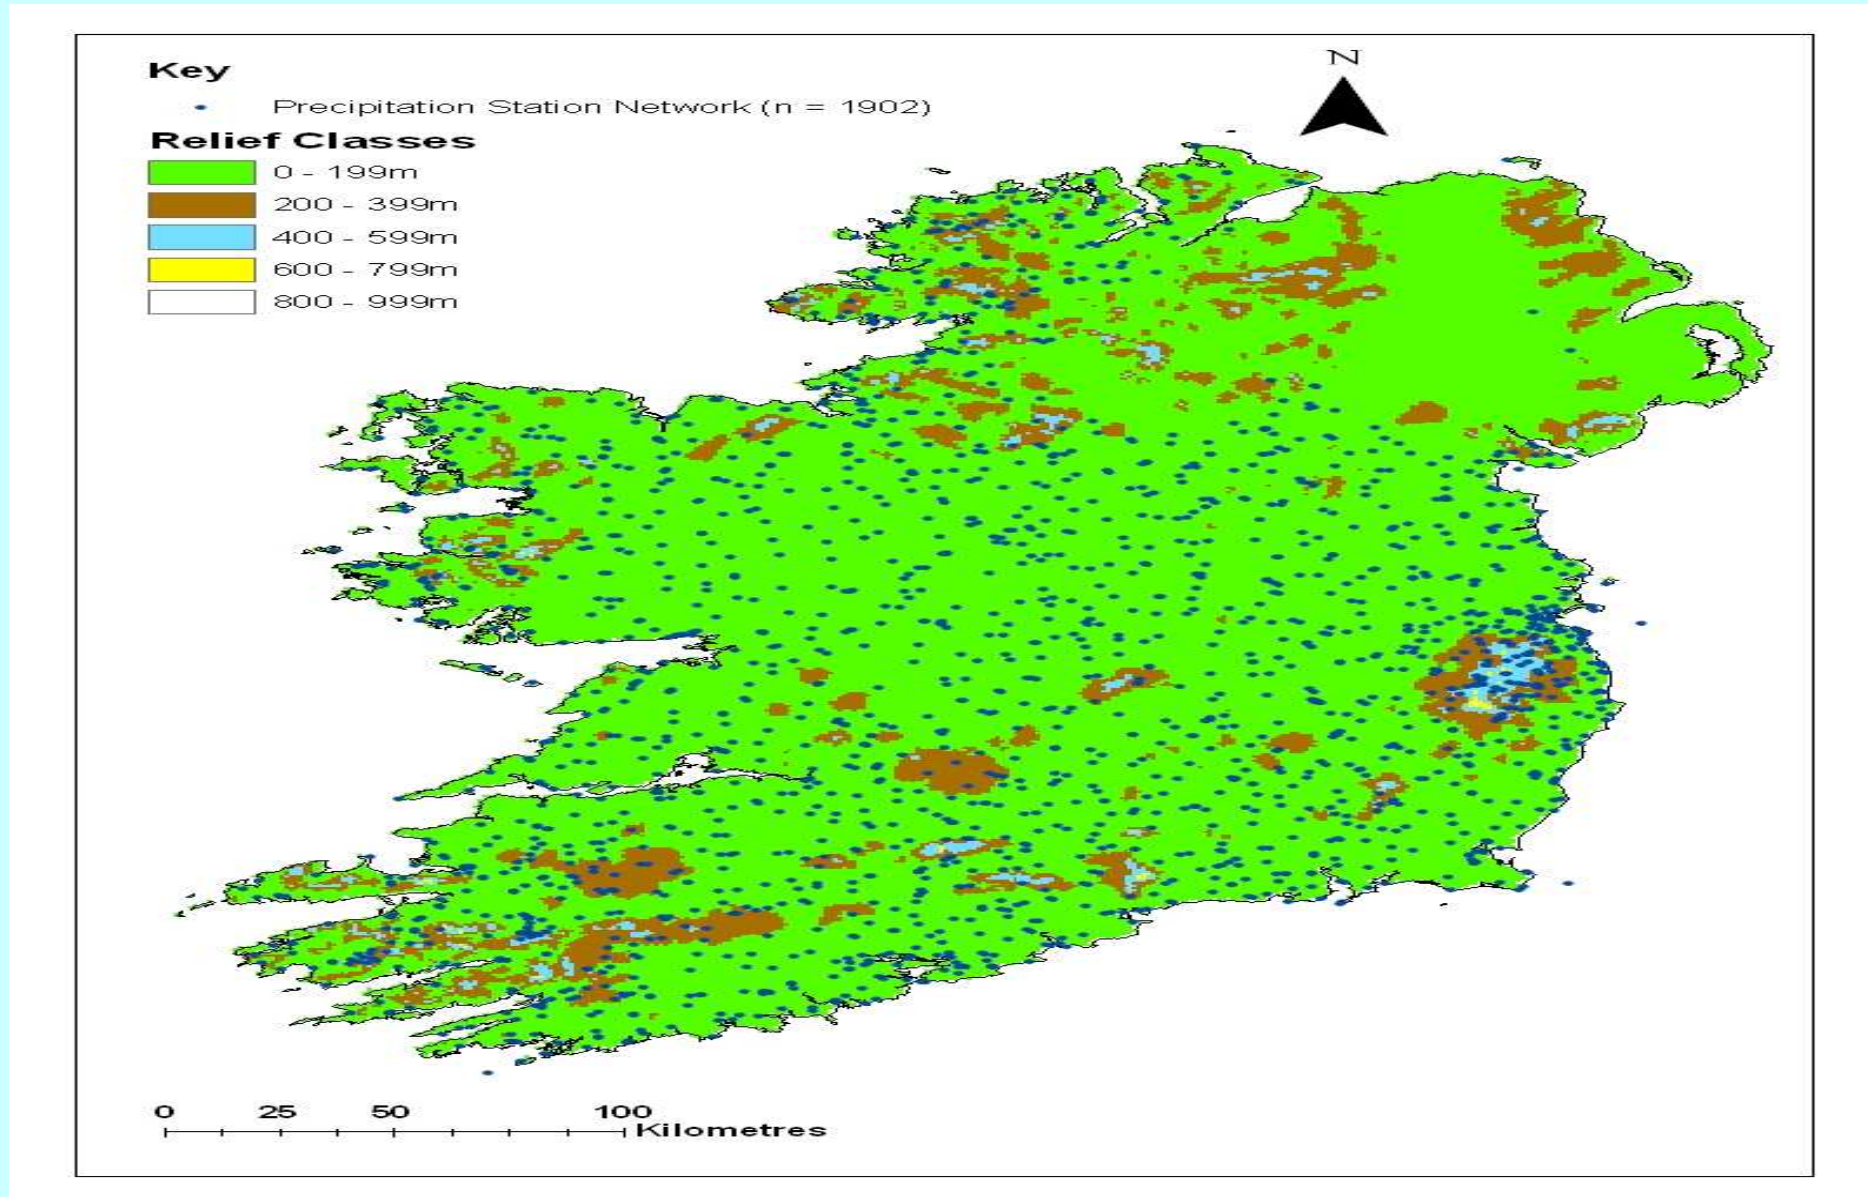 N
Key
Precipitation Station Network (n = 1902)
Relief Classes
0 - 199m
200 - 399m
400 - 599m
600 - 799m
800 - 999m
0 25 50 100
Kilometres